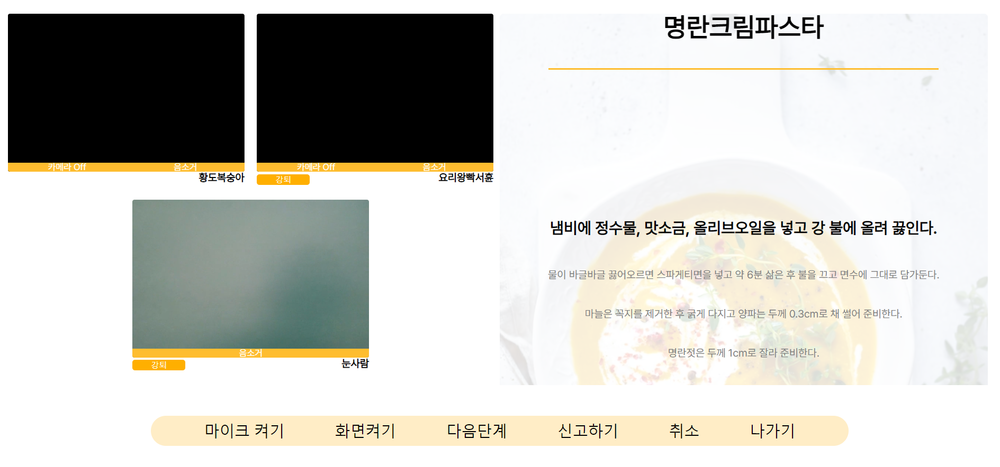 카메라 Off 음소거
황도복숭아
카메라 Off 음소거
강퇴 요리왕빡서훈
음소거
강퇴 눈사람
명란크림파스타
냄비에 정수물, 맛소금, 올리브오일을 넣고 강 불에 올려 끓인다.
물이 바글바글 끓어오르면 스파게티면을 넣고 약 6분 삶은 후 불을 끄고 면수에 그대로 담가둔다.
마늘은 꼭지를 제거한 후 굵게 다지고 양파는 두께 0.3cm로 채 썰어 준비한다.
명란젓은 두께 1cm로 잘라 준비한다.
마이크 켜기 화면켜기 다음단계 신고하기 취소 나가기